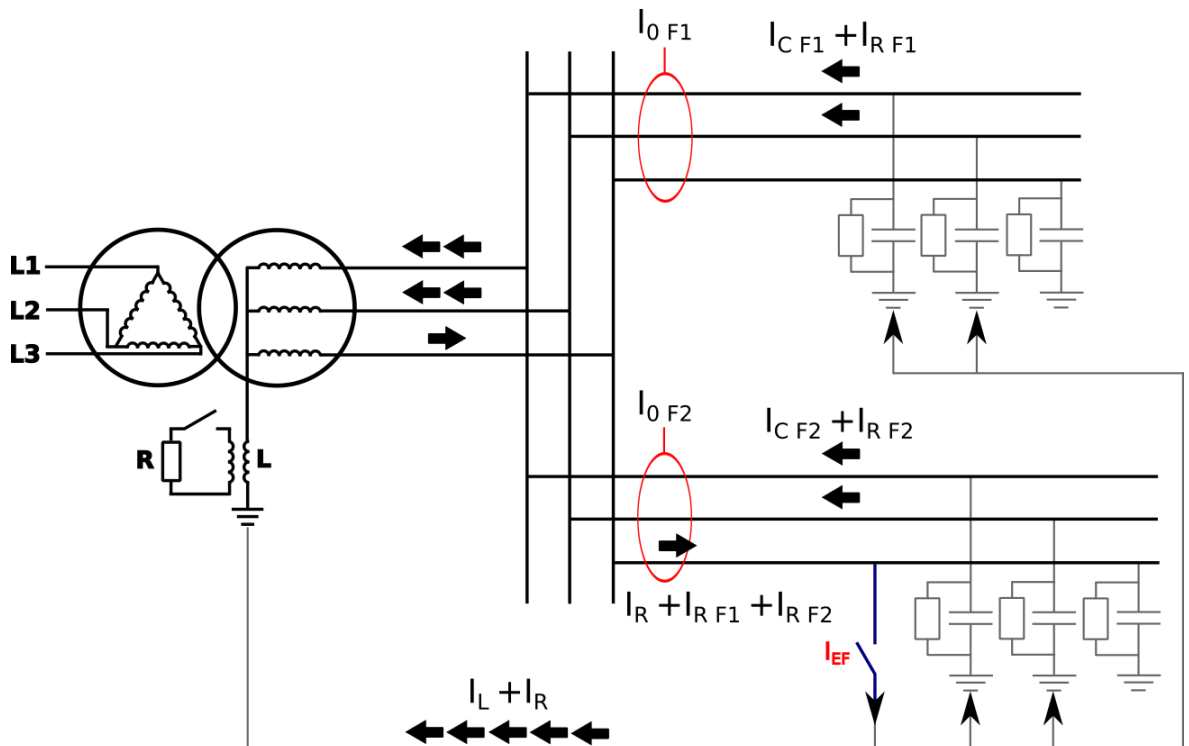 I0 F1
IC F1 + IR F1
L1
L2
L3
R
L
I0 F2
IC F2 + IR F2
IR + IR F1 + IR F2
IEF
IL + IR